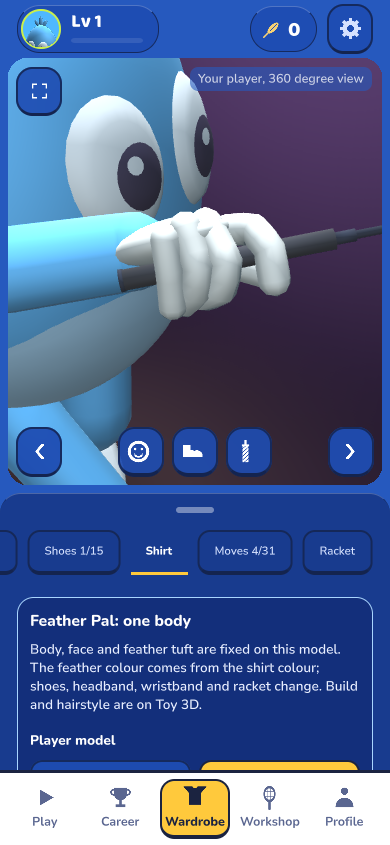 Lv 1
0
Your player, 360 degree view
Shoes 1/15
Shirt
Moves 4/31
Racket
Feather Pal: one body
Body, face and feather tuft are fixed on this model.
The feather colour comes from the shirt colour;
shoes, headband, wristband and racket change. Build
and hairstyle are on Toy 3D.
Player model
Play
Career
Wardrobe
Workshop
Profile